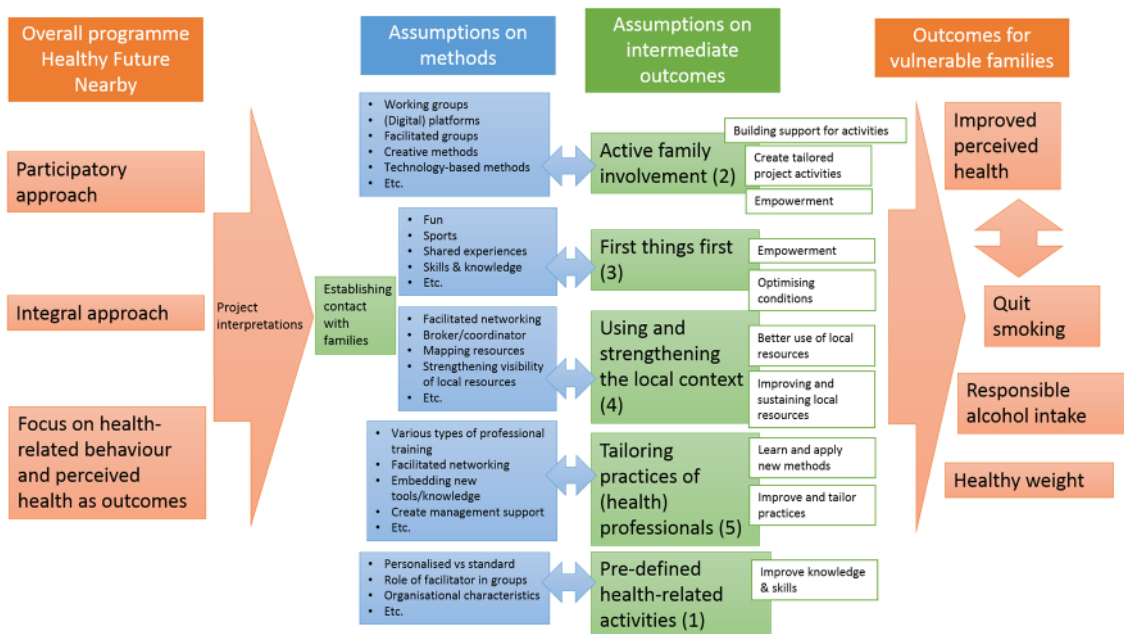 Overall programme
Healthy Future
Nearby
Assumptions on
methods
Assumptions on
intermediate
outcomes
Outcomes for
vulnerable families
Participatory
approach
Integral approach
Focus on health-
related behaviour
and perceived
health as outcomes
Project
interpretations
Establishing
contact
with
families
• Working groups
• (Digital) platforms
• Facilitated groups
• Creative methods
• Technology-based methods
• Etc.
Active family
involvement (2)
Building support for activities
Create tailored
project activities
Empowerment
• Fun
• Sports
• Shared experiences
• Skills & knowledge
• Etc.
First things first
(3)
Empowerment
Optimising
conditions
• Facilitated networking
• Broker/coordinator
• Mapping resources
• Strengthening visibility
of local resources
• Etc.
Using and
strengthening
the local context
(4)
Better use of local
resources
Improving and
sustaining local
resources
• Various types of professional
training
• Facilitated networking
• Embedding new
tools/knowledge
• Create management support
• Etc.
Tailoring
practices of
(health)
professionals (5)
Learn and apply
new methods
Improve and tailor
practices
• Personalised vs standard
• Role of facilitator in groups
• Organisational characteristics
• Etc.
Pre-defined
health-related
activities (1)
Improve knowledge
& skills
Improved
perceived
health
Quit
smoking
Responsible
alcohol intake
Healthy weight